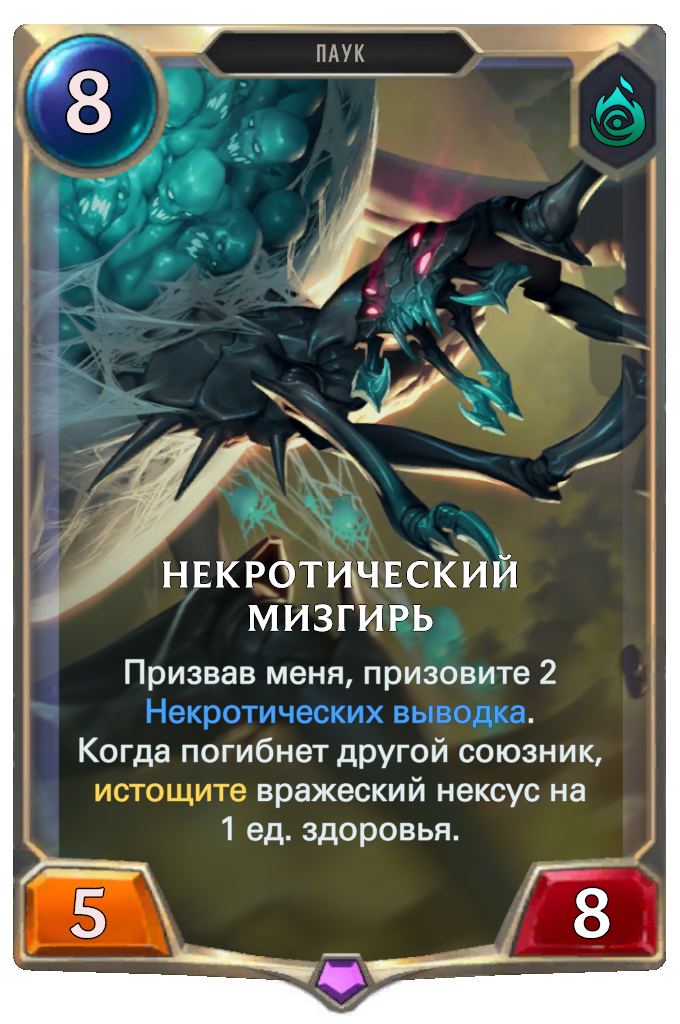 8
ПАУК
НЕКРОТИЧЕСКИЙ
МИЗГИРЬ
Призвав меня, призовите 2
Некротических выводка.
Когда погибнет другой союзник,
истощите вражеский нексус на
1 ед. здоровья.
5
8